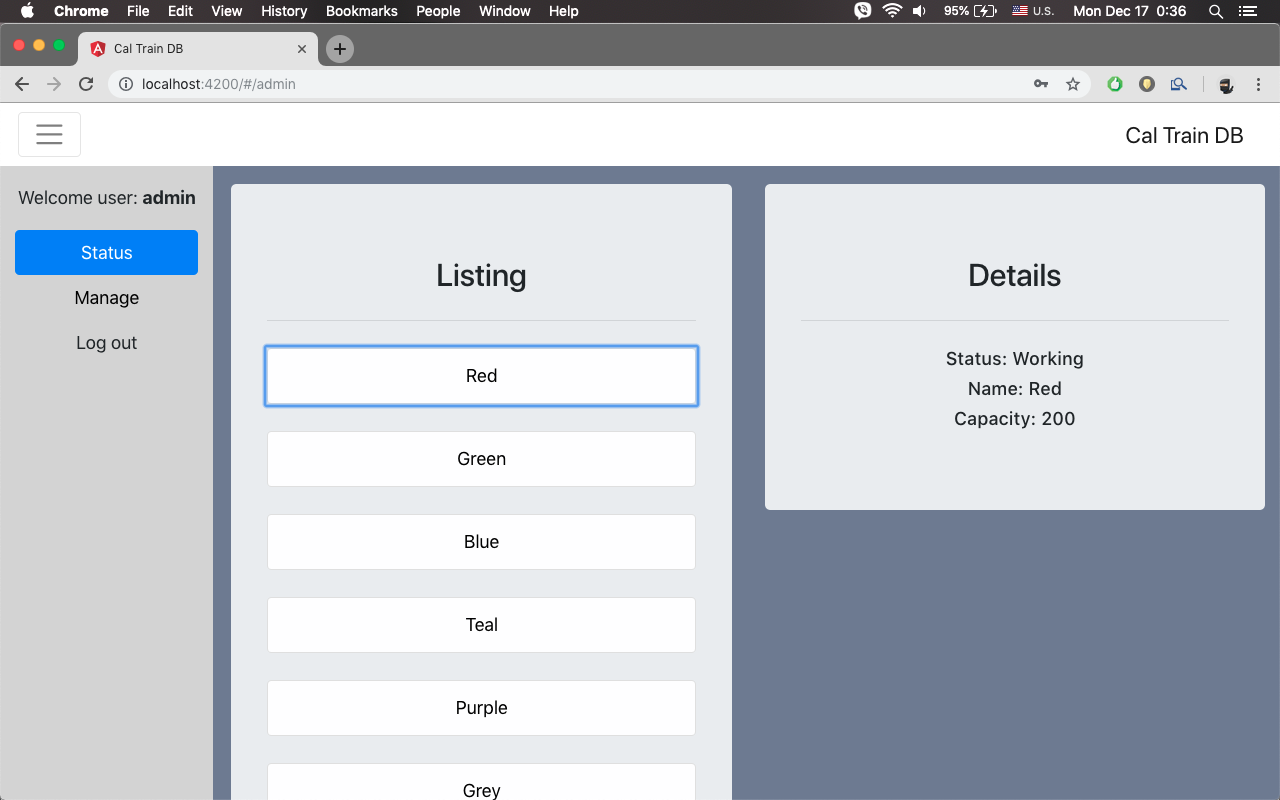 Chrome File Edit View History Bookmarks People Window Help 95% U.S. Mon Dec 17 0:36
Cal Train DB
localhost:4200/#/admin
Cal Train DB
Welcome user: admin
Status
Manage
Log out
Listing
Red
Green
Blue
Teal
Purple
Grey
Details
Status: Working
Name: Red
Capacity: 200